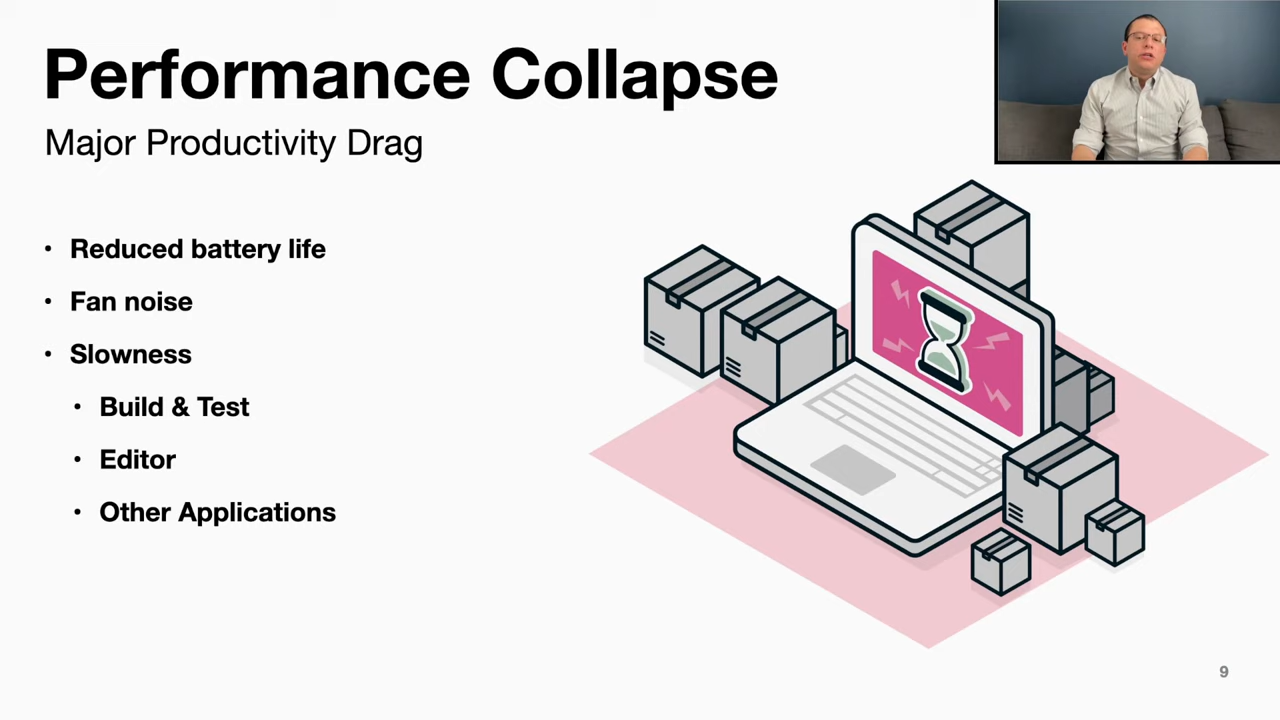 Performance Collapse
Major Productivity Drag
• Reduced battery life
• Fan noise
• Slowness
• Build & Test
• Editor
• Other Applications
9